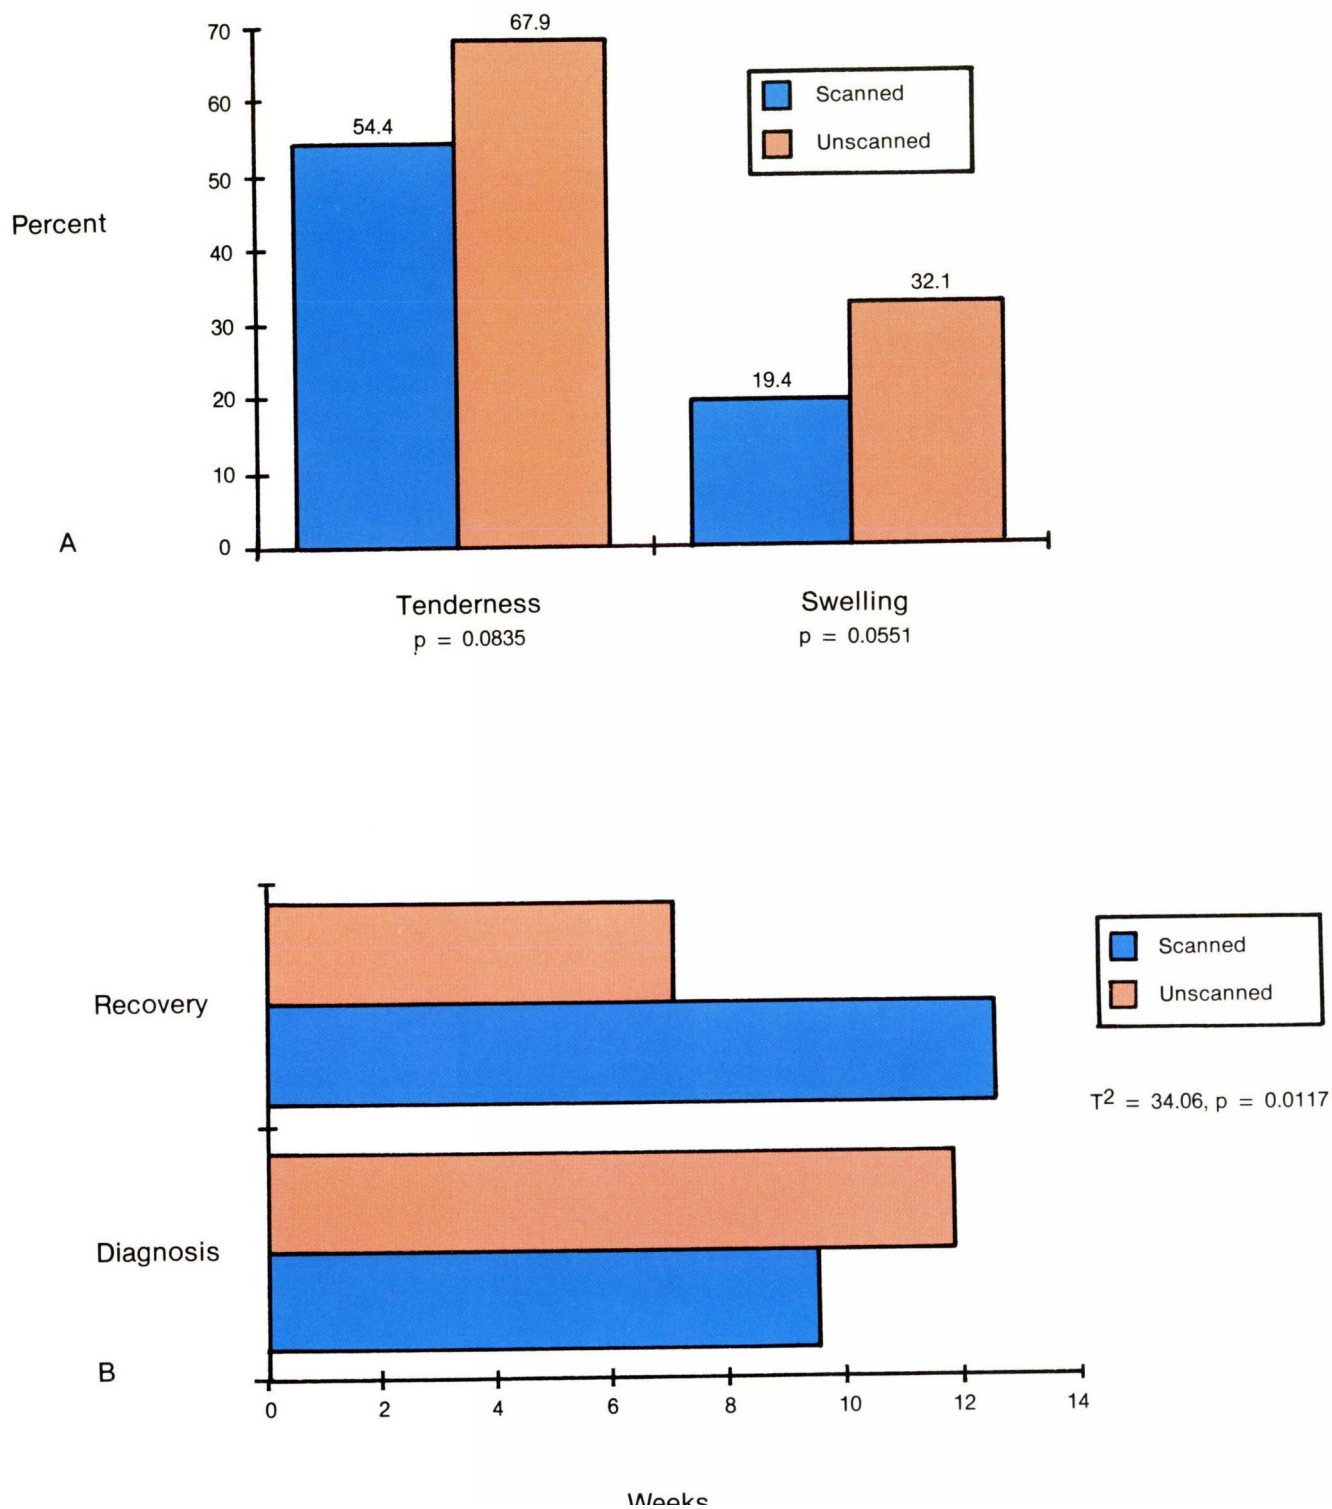 70
67.9
Scanned
60
54.4
Unscanned
50
Percent
40
32.1
30
19.4
20
10
A
0
Tenderness
Swelling
p = 0.0835
p = 0.0551
Scanned
Unscanned
Recovery
T2 = 34.06, p = 0.0117
Diagnosis
B
0 2 4 6 8 10 12 14
Weeks